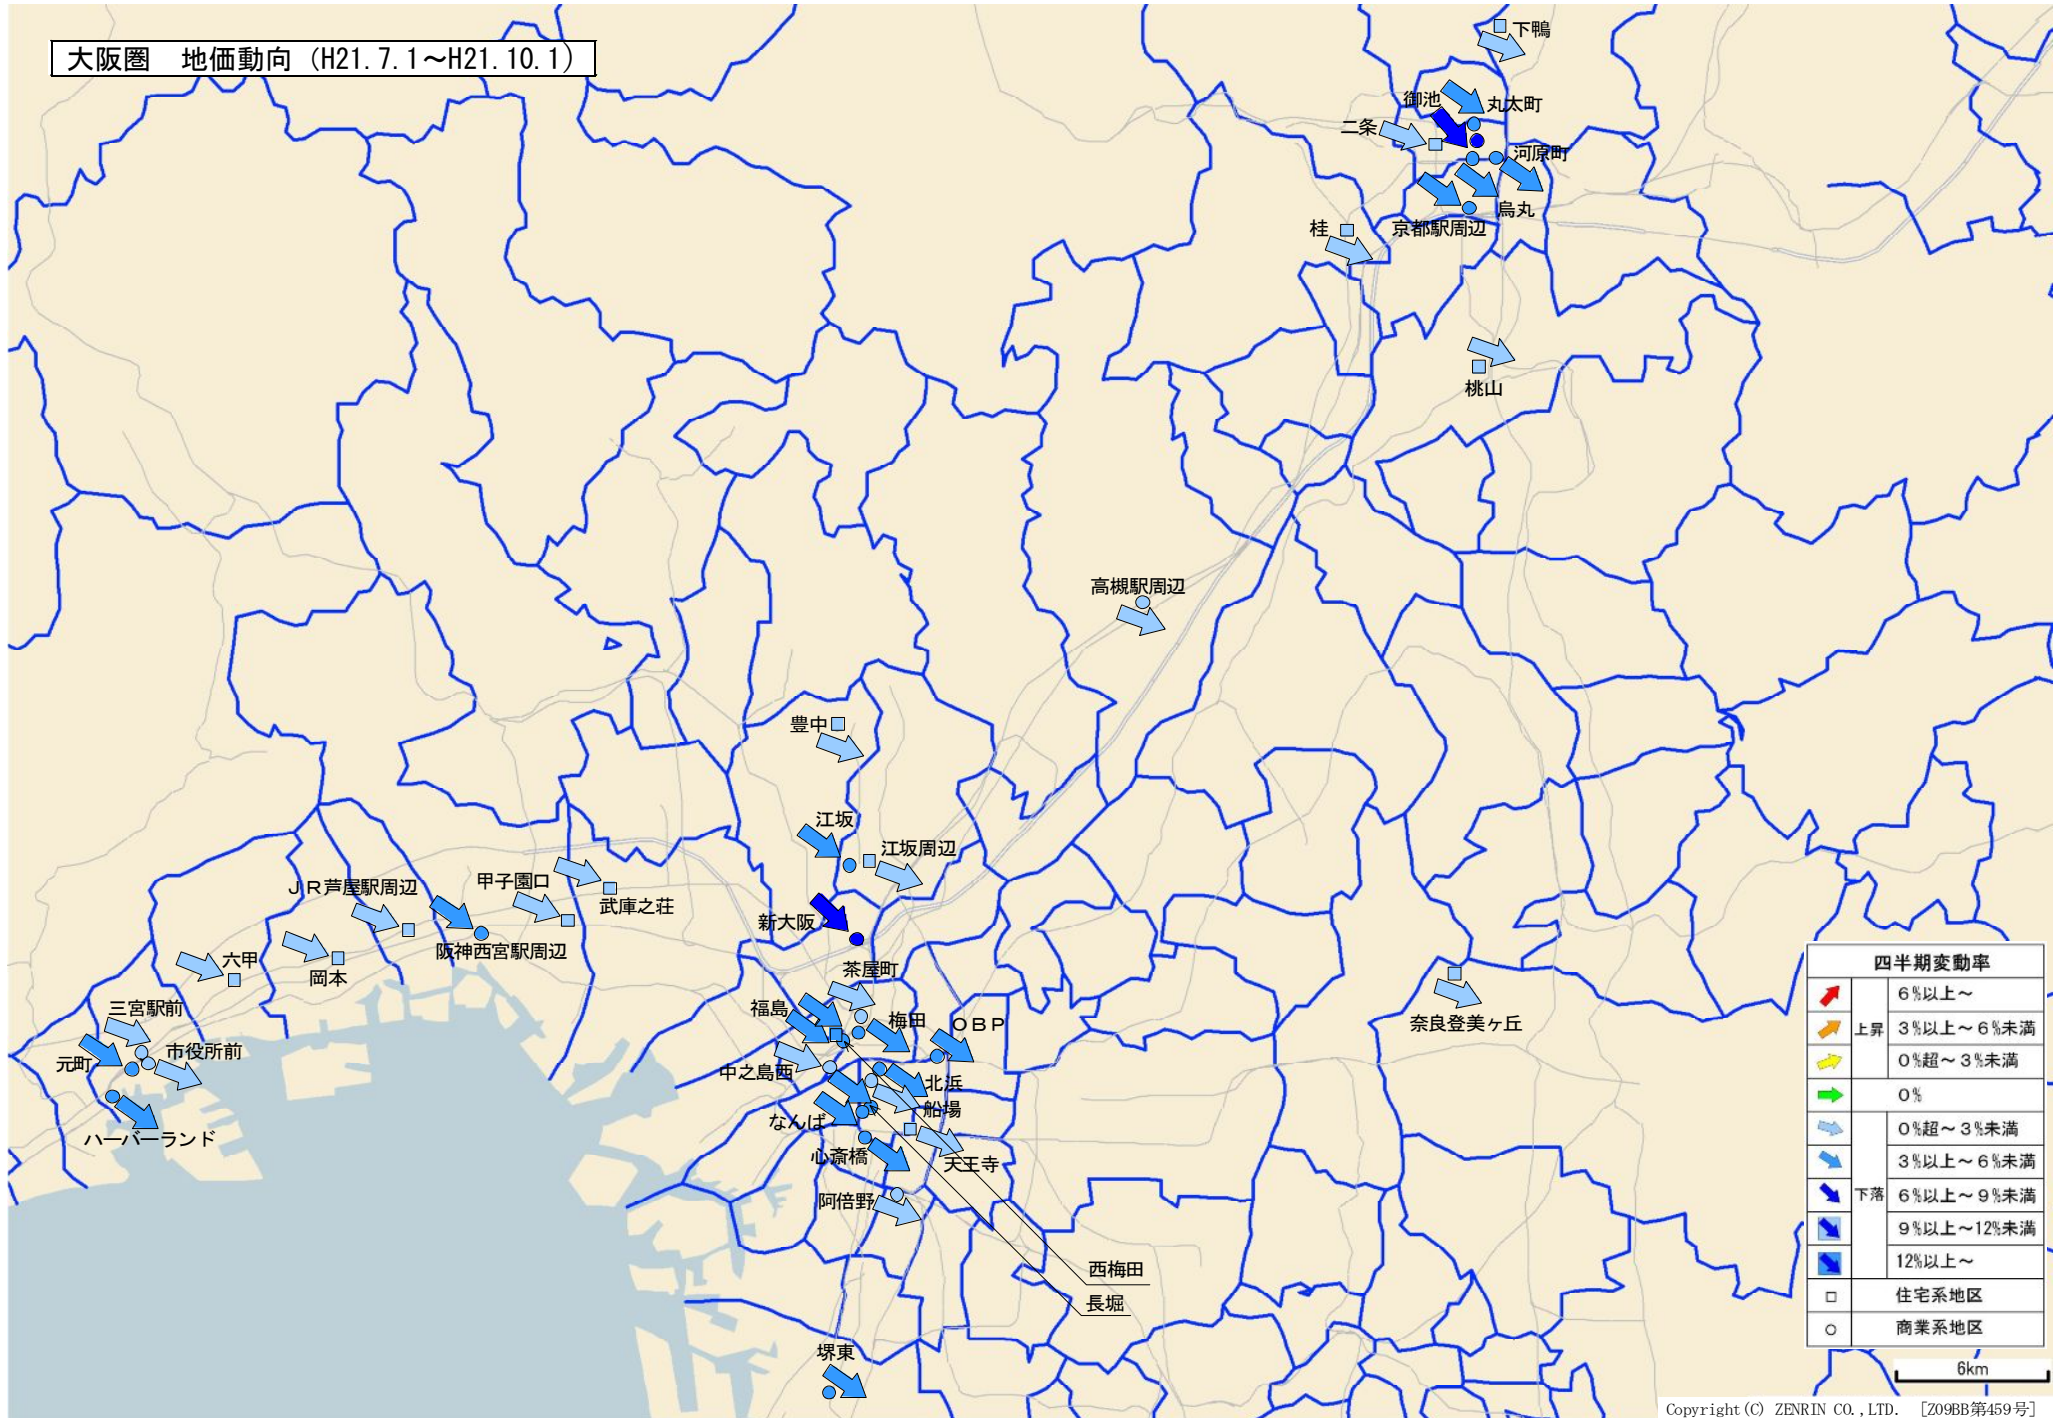 大阪圏　地価動向（H21.7.1～H21.10.1）
下鴨
御池
丸太町
二条
河原町
烏丸
京都駅周辺
桂
桃山
高槻駅周辺
豊中
江坂
江坂周辺
ＪＲ芦屋駅周辺
甲子園口
武庫之荘
新大阪
阪神西宮駅周辺
六甲
岡本
茶屋町
三宮駅前
福島
梅田
ＯＢＰ
奈良登美ヶ丘
元町
市役所前
中之島西
北浜
船場
なんば
ハーバーランド
心斎橋
天王寺
阿倍野
西梅田
長堀
堺東
四半期変動率
上昇
6％以上～
3％以上～6％未満
0％超～3％未満
0％
下落
0％超～3％未満
3％以上～6％未満
6％以上～9％未満
9％以上～12％未満
12％以上～
住宅系地区
商業系地区
6km
Copyright(C) ZENRIN CO.,LTD. [Z09BB第459号]